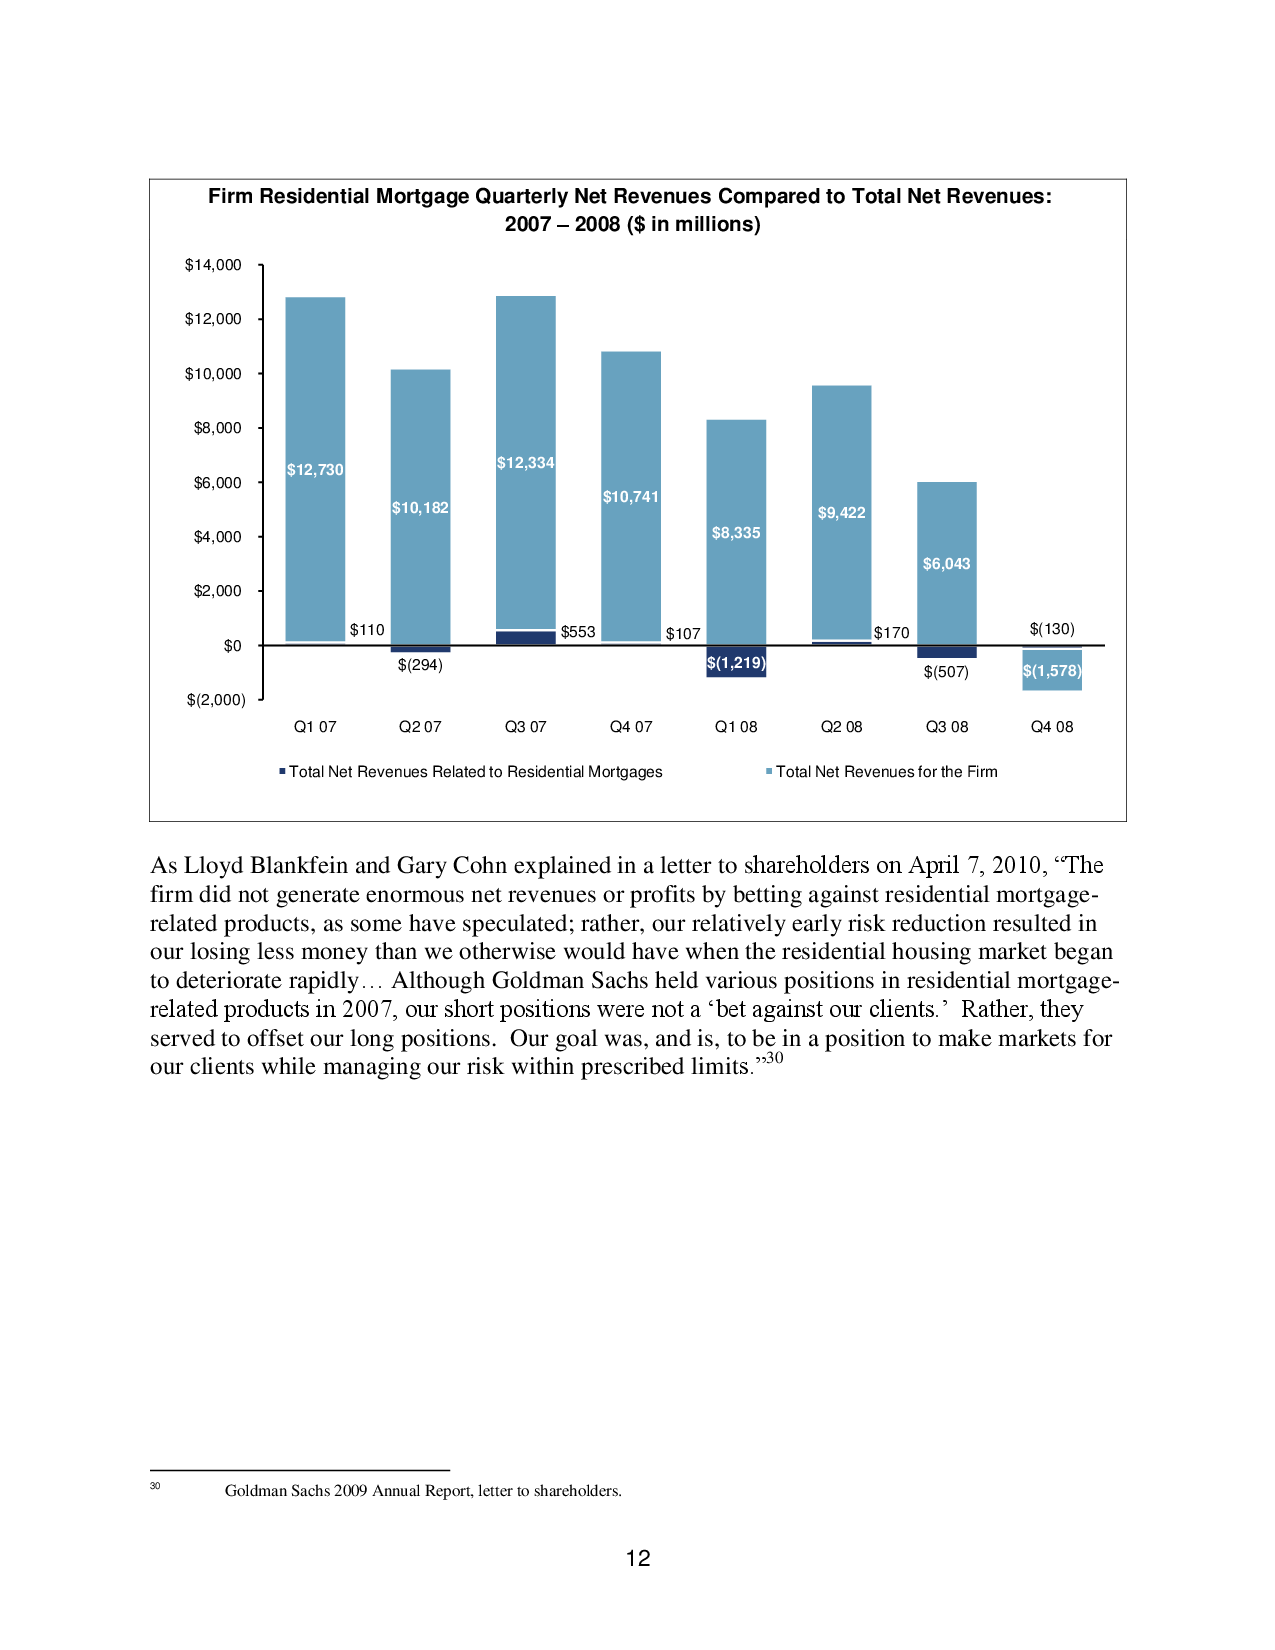 Firm Residential Mortgage Quarterly Net Revenues Compared to Total Net Revenues:
2007 – 2008 ($ in millions)
$14,000
$12,000
$10,000
$8,000
$6,000
$4,000
$2,000
$0
$(2,000)
$12,730
$10,182
$12,334
$10,741
$8,335
$9,422
$6,043
$(1,578)
$110
$(294)
$553
$107
$(1,219)
$170
$(507)
$(130)
Q1 07 Q2 07 Q3 07 Q4 07 Q1 08 Q2 08 Q3 08 Q4 08
Total Net Revenues Related to Residential Mortgages Total Net Revenues for the Firm
As Lloyd Blankfein and Gary Cohn explained in a letter to shareholders on April 7, 2010, “The
firm did not generate enormous net revenues or profits by betting against residential mortgage-
related products, as some have speculated; rather, our relatively early risk reduction resulted in
our losing less money than we otherwise would have when the residential housing market began
to deteriorate rapidly… Although Goldman Sachs held various positions in residential mortgage-
related products in 2007, our short positions were not a ‘bet against our clients.’  Rather, they
served to offset our long positions.  Our goal was, and is, to be in a position to make markets for
our clients while managing our risk within prescribed limits.”30
30 Goldman Sachs 2009 Annual Report, letter to shareholders.
12